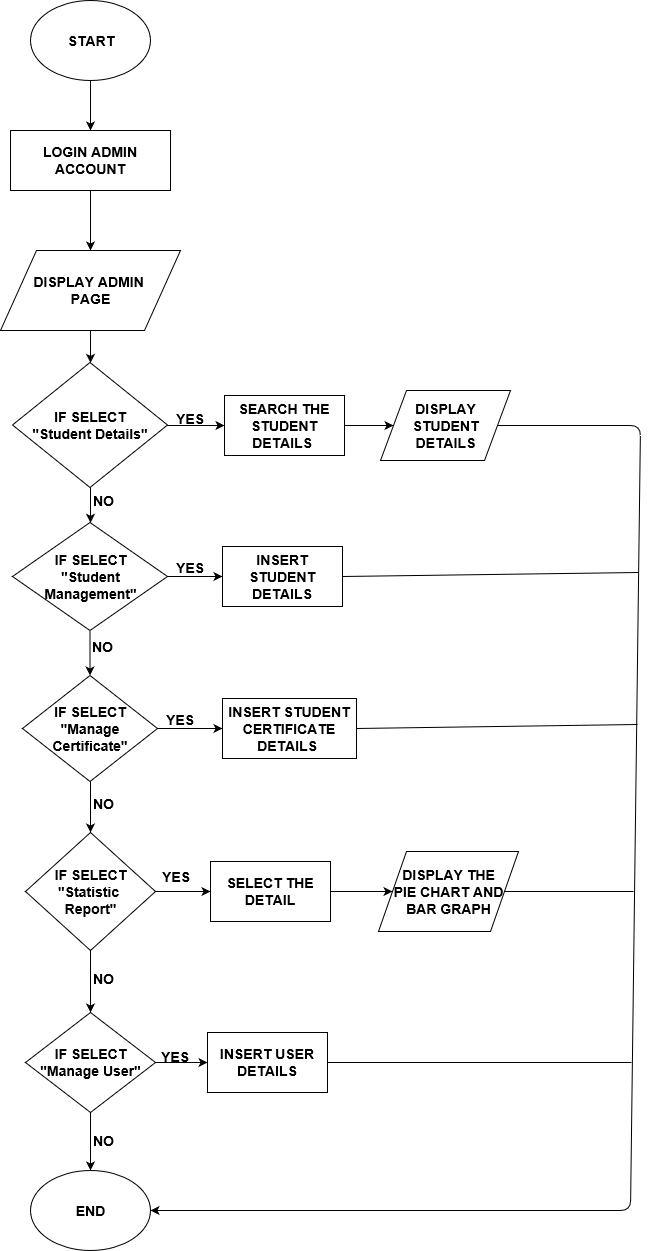 START
LOGIN ADMIN
ACCOUNT
DISPLAY ADMIN
PAGE
IF SELECT
"Student Details"
YES
SEARCH THE
STUDENT
DETAILS
DISPLAY
STUDENT
DETAILS
NO
IF SELECT
"Student
Management"
YES
INSERT
STUDENT
DETAILS
NO
IF SELECT
"Manage
Certificate"
YES
INSERT STUDENT
CERTIFICATE
DETAILS
NO
IF SELECT
"Statistic
Report"
YES
SELECT THE
DETAIL
DISPLAY THE
PIE CHART AND
BAR GRAPH
NO
IF SELECT
"Manage User"
YES
INSERT USER
DETAILS
NO
END